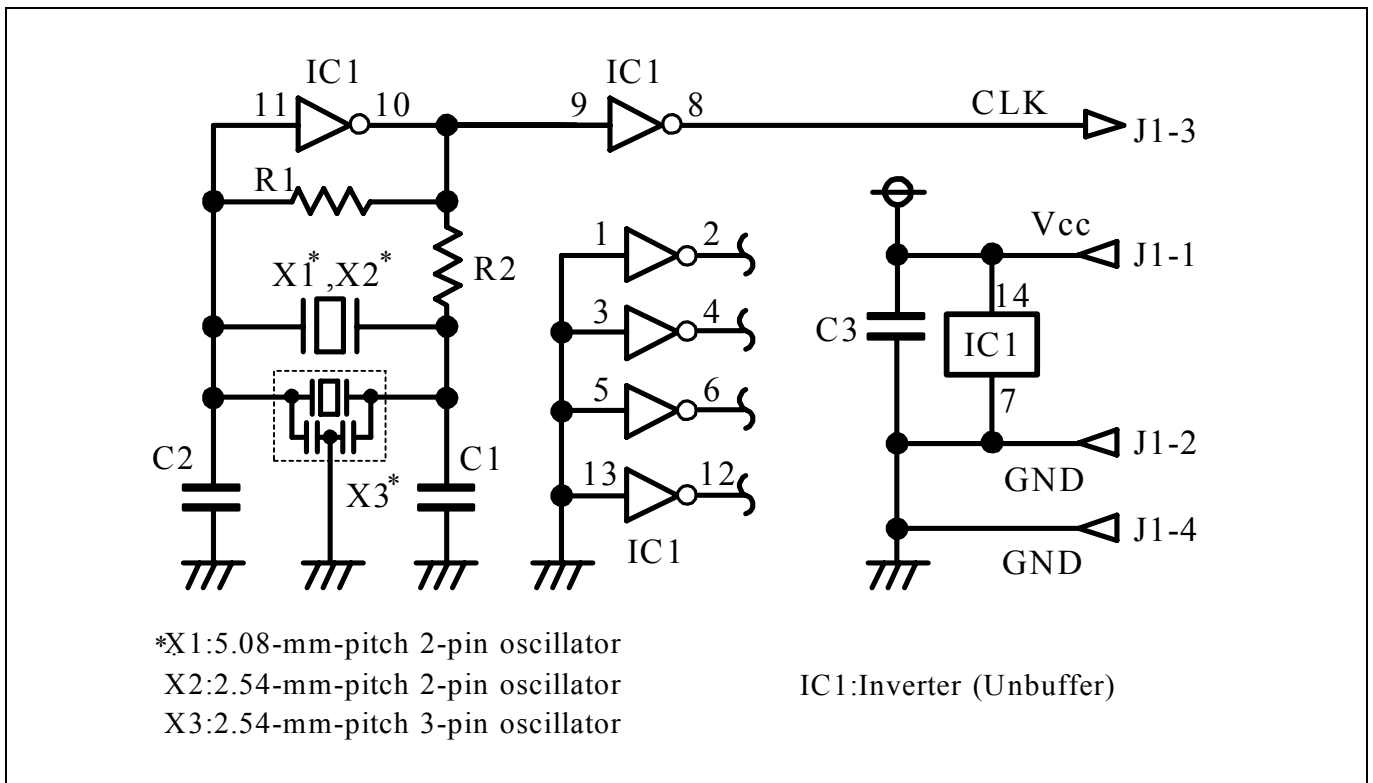 IC1
IC1
11
10
9
8
CLK
J1-3
R1
R2
X1*,X2*
1
2
3
4
5
6
13
12
IC1
Vcc
J1-1
14
C3
IC1
7
J1-2
GND
J1-4
GND
C2
X3*
C1
*X1:5.08-mm-pitch 2-pin oscillator
X2:2.54-mm-pitch 2-pin oscillator
X3:2.54-mm-pitch 3-pin oscillator
IC1:Inverter (Unbuffer)